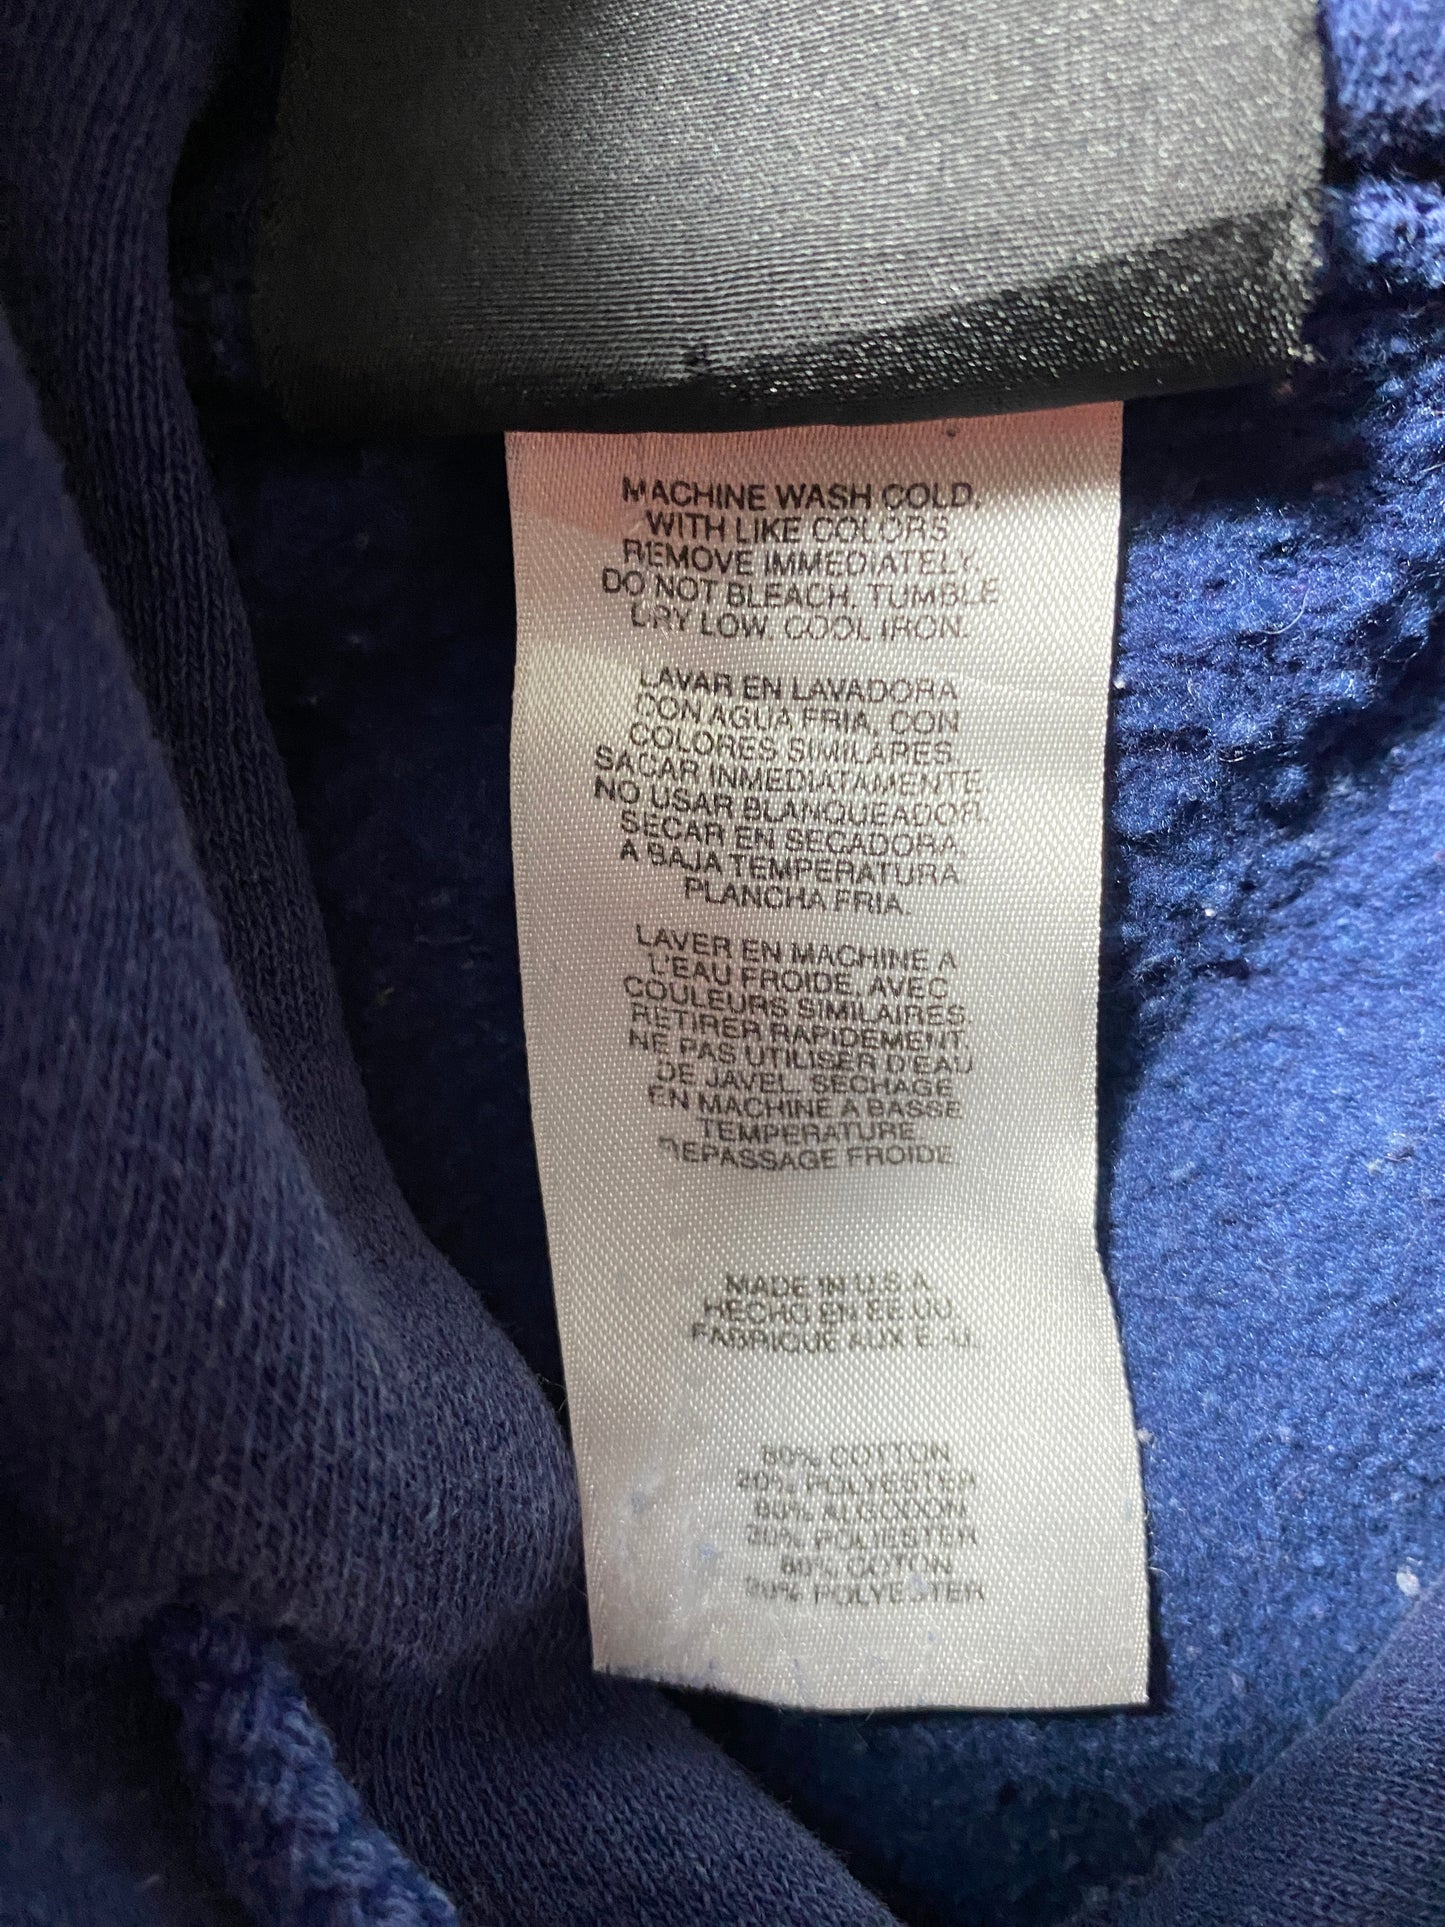 MACHINE WASH COLD,
WITH LIKE COLORS
REMOVE IMMEDIATELY.
DO NOT BLEACH. TUMBLE
DRY LOW. COOL IRON.
LAVAR EN LAVADORA
CON AGUA FRIA, CON
COLORES SIMILARES
SACAR INMEDIATAMENTE
NO USAR BLANQUEADOR
SECAR EN SECADORA
A BAJA TEMPERATURA
PLANCHA FRIA.
LAVER EN MACHINE A
L'EAU FROIDE, AVEC
COULEURS SIMILAIRES.
RETIRER RAPIDEMENT.
NE PAS UTILISER D'EAU
DE JAVEL. SECHAGE
EN MACHINE A BASSE
TEMPERATURE
REPASSAGE FROIDE.
MADE IN U.S.A.
HECHO EN EE.UU.
FABRIQUE AUX E.-U.
80% COTTON
20% POLYESTER
80% ALGODON
20% POLIESTER
80% COTON
20% POLYESTER